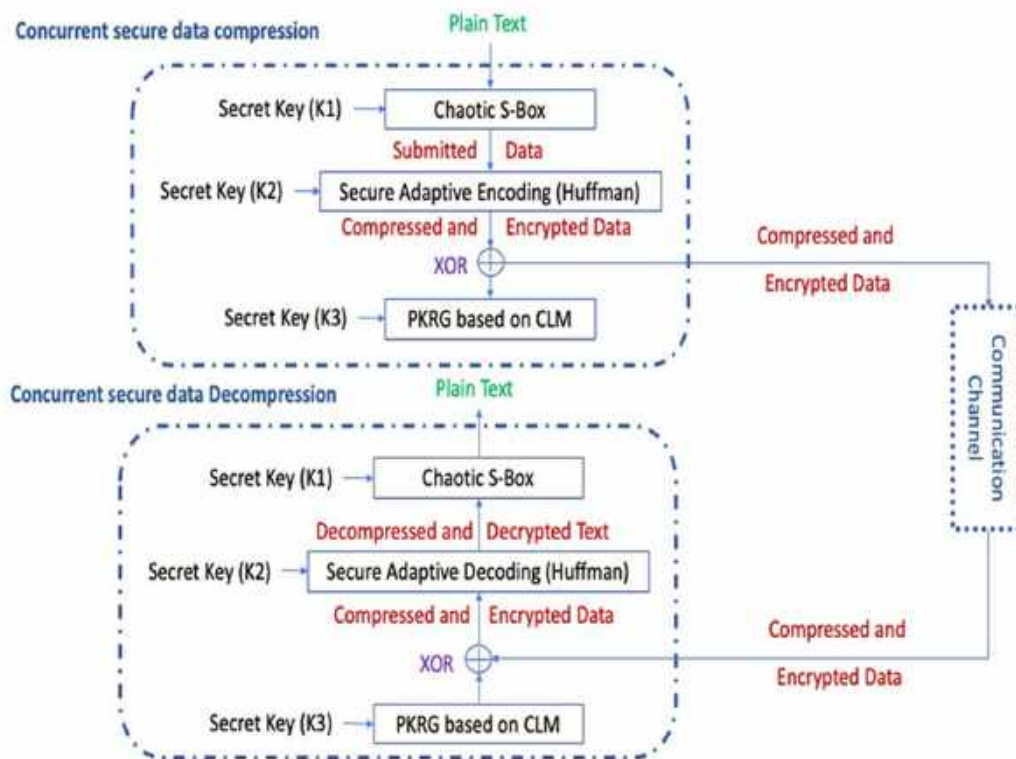 Concurrent secure data compression
Plain Text
Secret Key (K1)
Chaotic S-Box
Submitted Data
Secret Key (K2)
Secure Adaptive Encoding (Huffman)
Compressed and Encrypted Data
XOR
Compressed and
Encrypted Data
Secret Key (K3)
PKRG based on CLM
Communication
Channel
Concurrent secure data Decompression
Plain Text
Secret Key (K1)
Chaotic S-Box
Decompressed and Decrypted Text
Secret Key (K2)
Secure Adaptive Decoding (Huffman)
Compressed and Encrypted Data
XOR
Compressed and
Encrypted Data
Secret Key (K3)
PKRG based on CLM